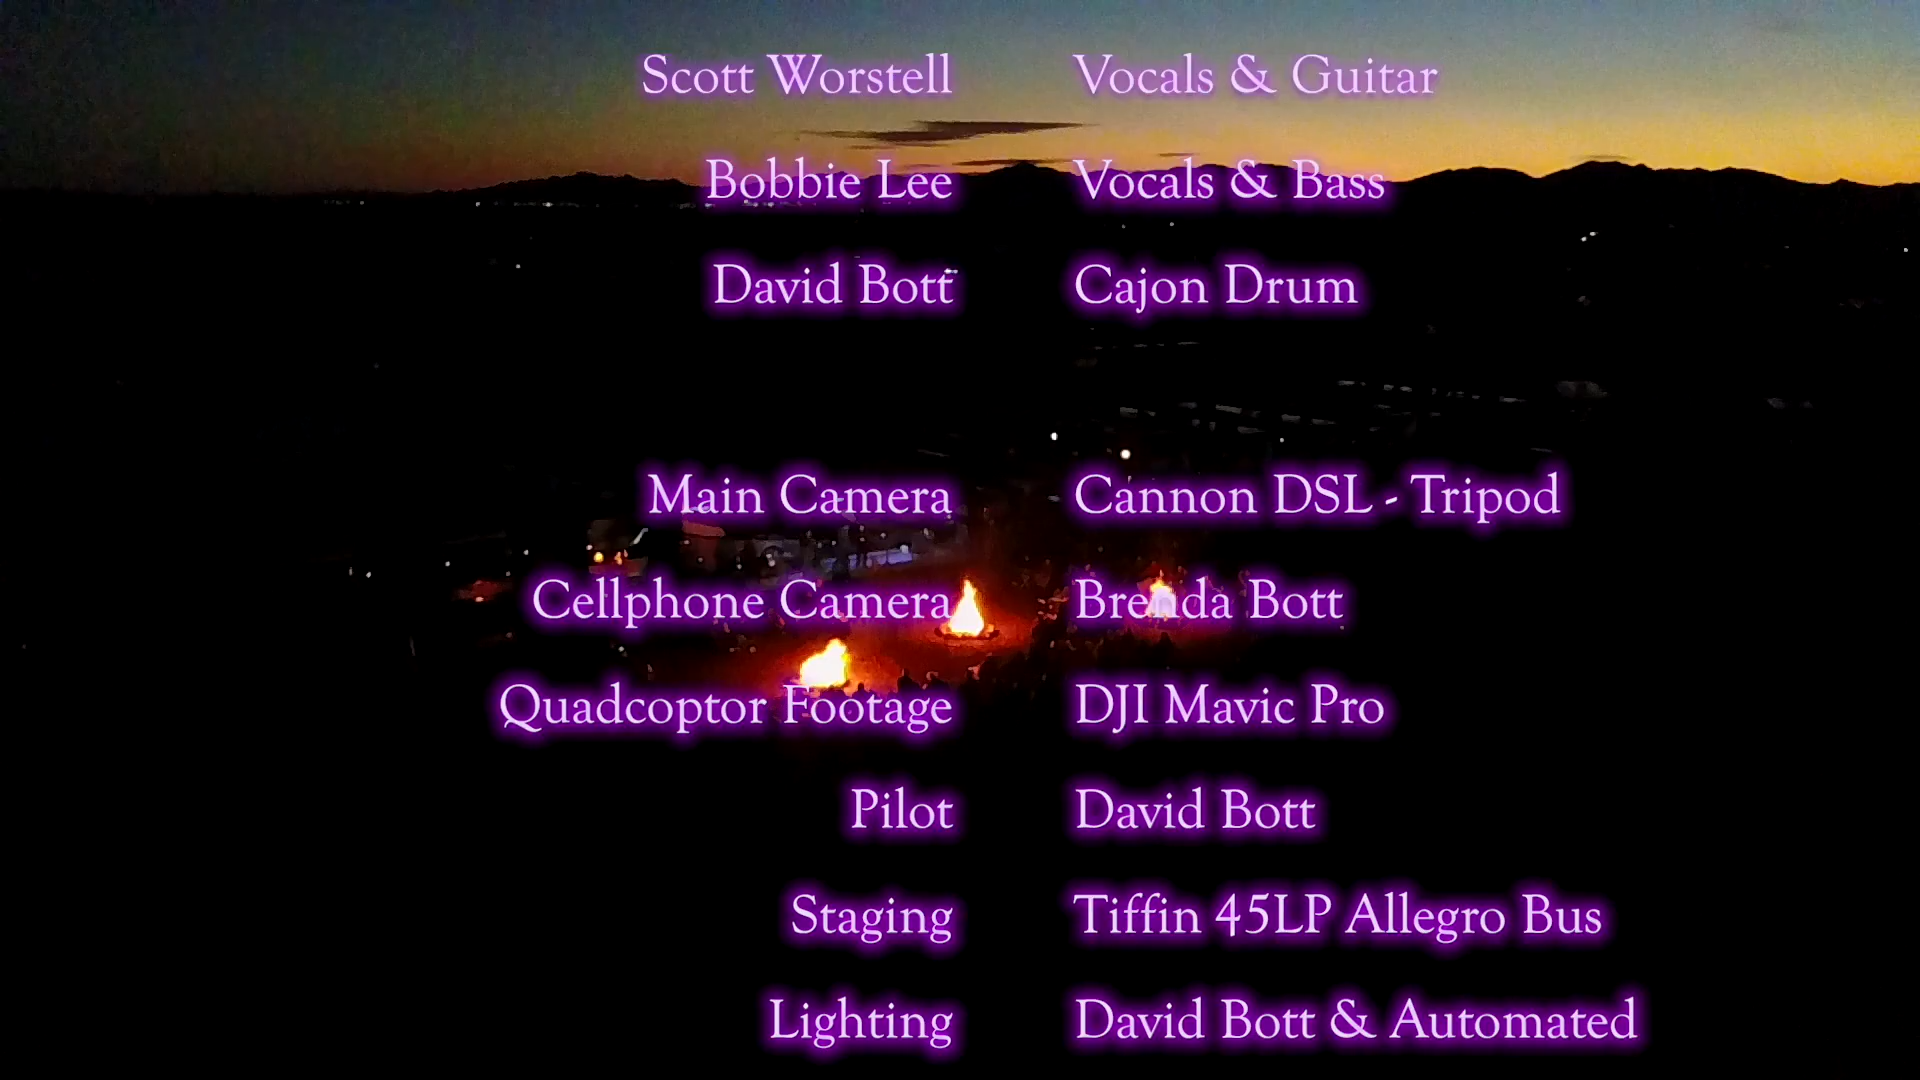 Scott Worstell Vocals & Guitar
Bobbie Lee Vocals & Bass
David Bott Cajon Drum
Main Camera Cannon DSL - Tripod
Cellphone Camera Brenda Bott
Quadcoptor Footage DJI Mavic Pro
Pilot David Bott
Staging Tiffin 45LP Allegro Bus
Lighting David Bott & Automated